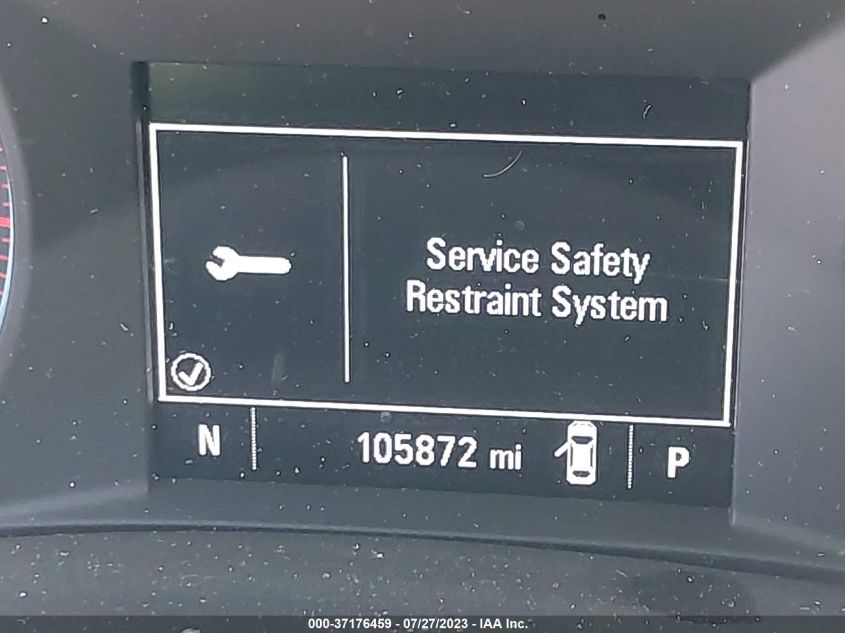 Service Safety
Restraint System
N 105872 mi P
000-37176459 - 07/27/2023 - IAA Inc.